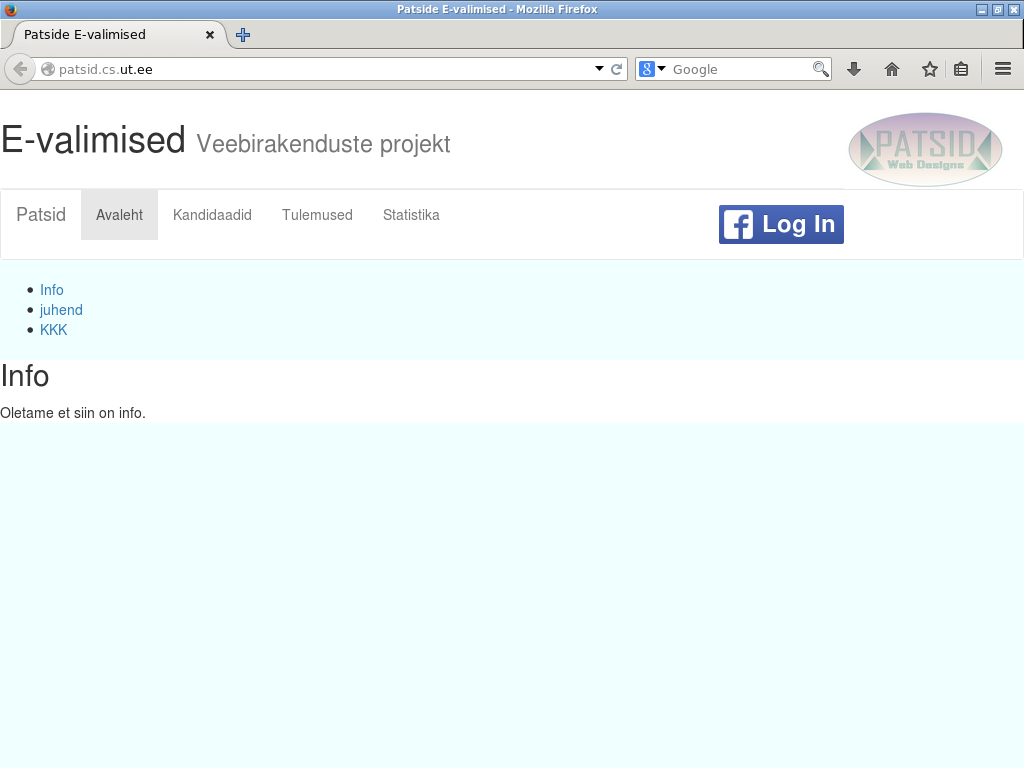 Patside E-valimised - Mozilla Firefox
Patside E-valimised
patsid.cs.ut.ee
8 Google
E-valimised Veebirakenduste projekt
PATSID
Web Designs
Patsid Avaleht Kandidaadid Tulemused Statistika
f Log In
Info
juhend
KKK
Info
Oletame et siin on info.